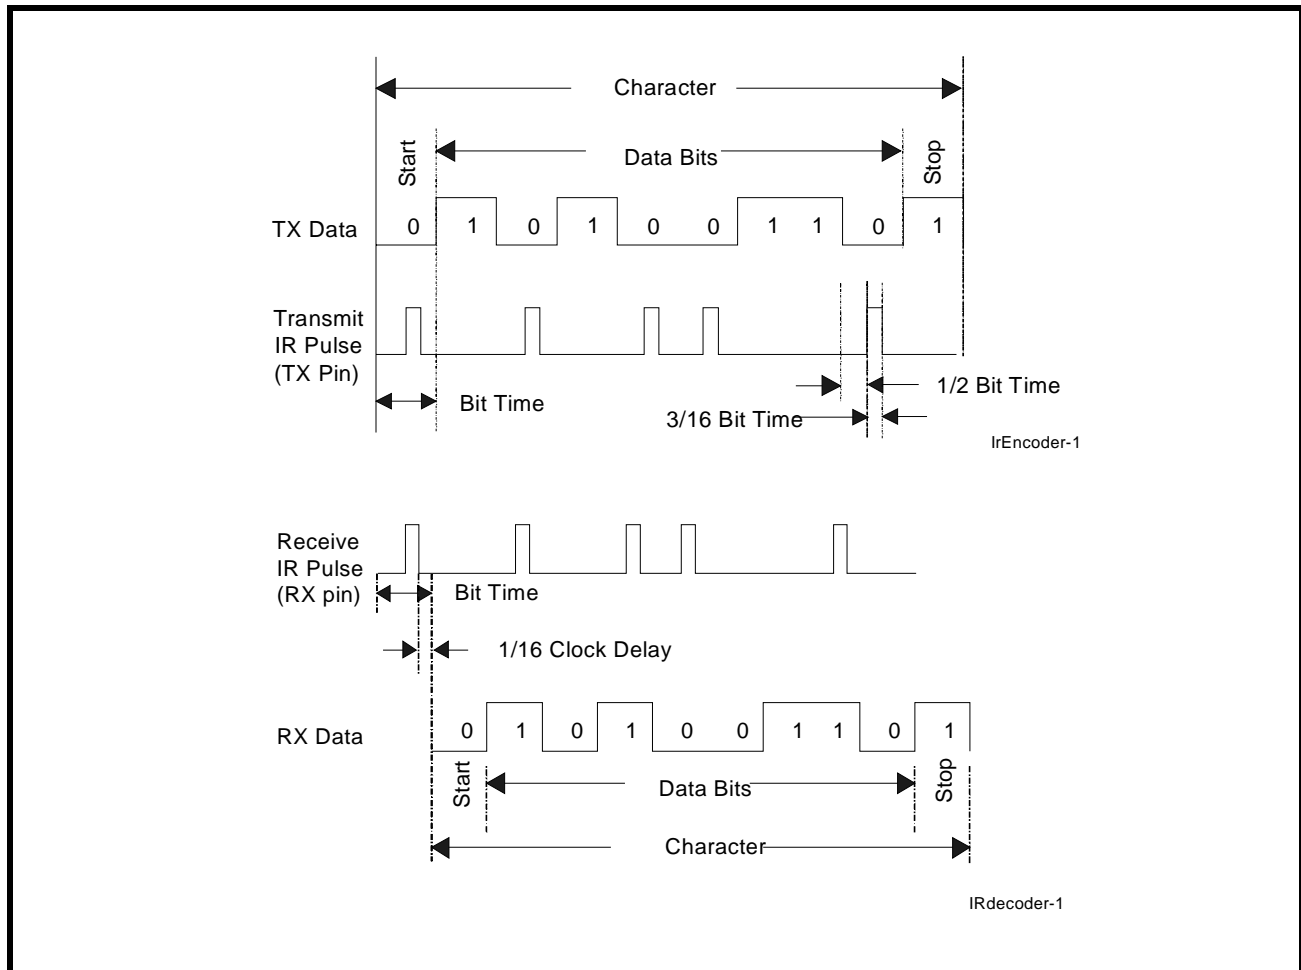 Character
Start
Data Bits
Stop
TX Data
0 1 0 1 0 0 1 1 0 1
Transmit
IR Pulse
(TX Pin)
Bit Time
1/2 Bit Time
3/16 Bit Time
IrEncoder-1
Receive
IR Pulse
(RX pin)
Bit Time
1/16 Clock Delay
RX Data
0 1 0 1 0 0 1 1 0 1
Start
Data Bits
Stop
Character
IRdecoder-1